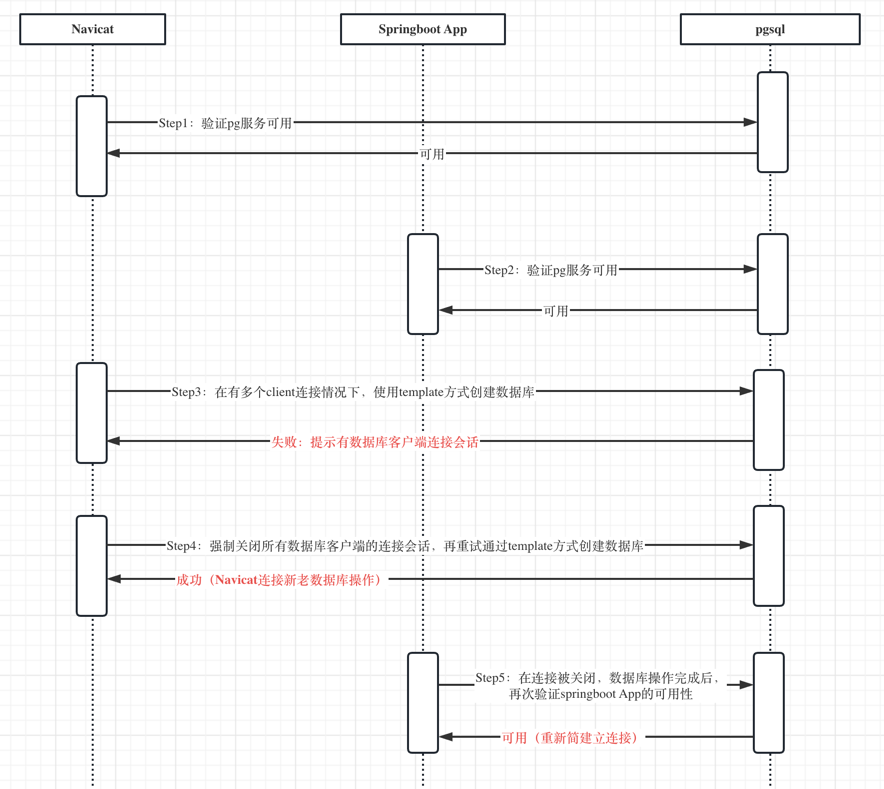 Navicat
Springboot App
pgsql
Step1：验证pg服务可用
可用
Step2：验证pg服务可用
可用
Step3：在有多个client连接情况下，使用template方式创建数据库
失败：提示有数据库客户端连接会话
Step4：强制关闭所有数据库客户端的连接会话，再重试通过template方式创建数据库
成功（Navicat连接新老数据库操作）
Step5：在连接被关闭，数据库操作完成后，
再次验证springboot App的可用性
可用（重新简建立连接）